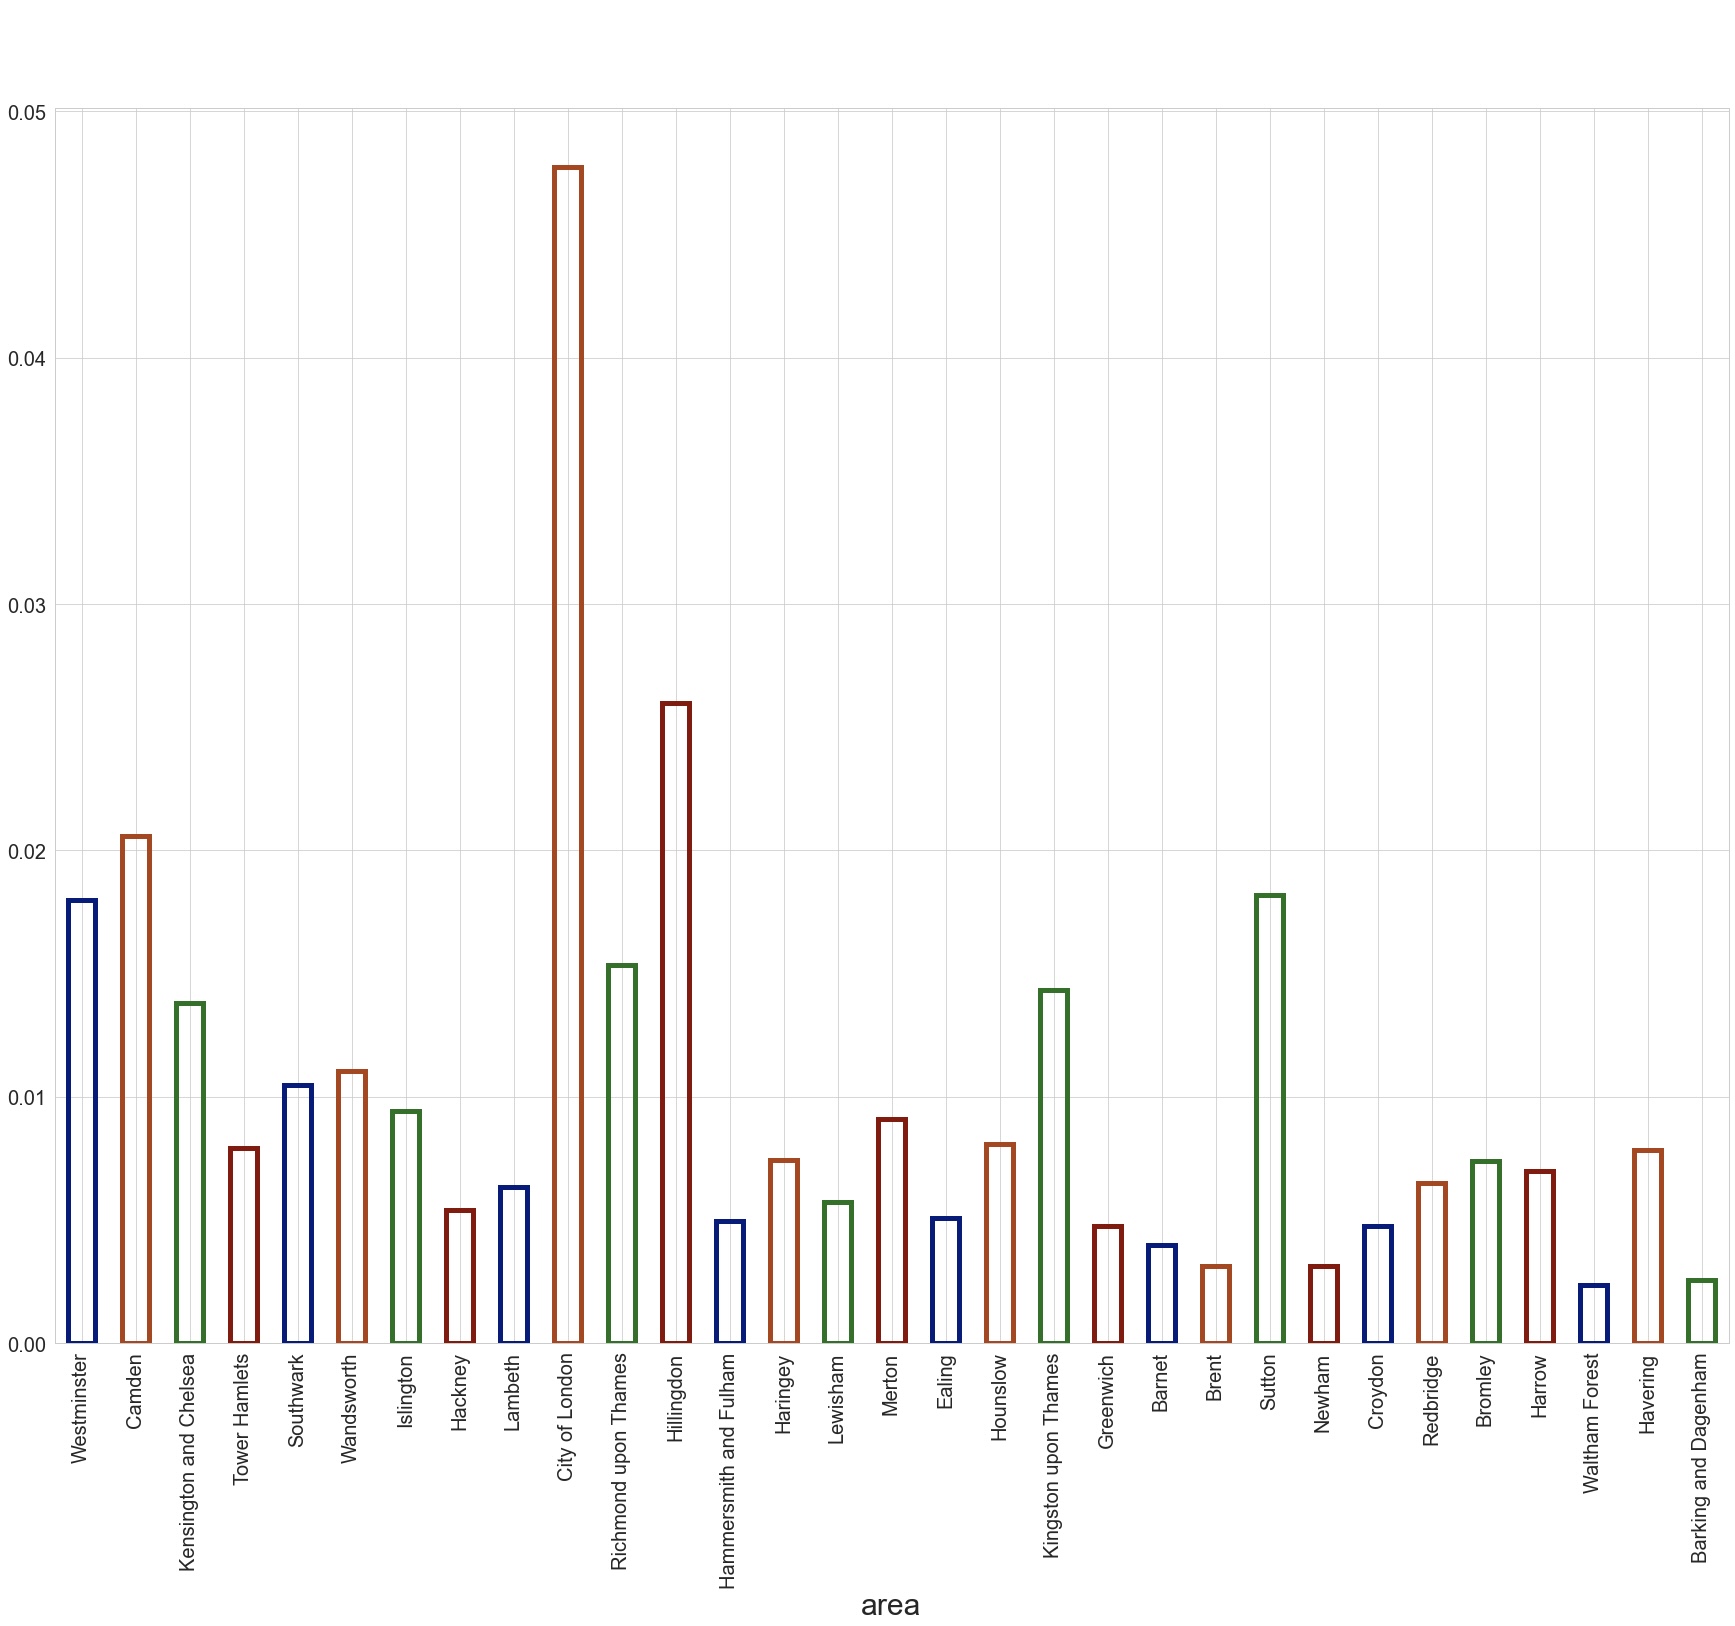 0.05
0.04
0.03
0.02
0.01
0.00
Westminster
Camden
Kensington and Chelsea
Tower Hamlets
Southwark
Wandsworth
Islington
Hackney
Lambeth
City of London
Richmond upon Thames
Hillingdon
Hammersmith and Fulham
Haringey
Lewisham
Merton
Ealing
Hounslow
Kingston upon Thames
Greenwich
Barnet
Brent
Sutton
Newham
Croydon
Redbridge
Bromley
Harrow
Waltham Forest
Havering
Barking and Dagenham
area